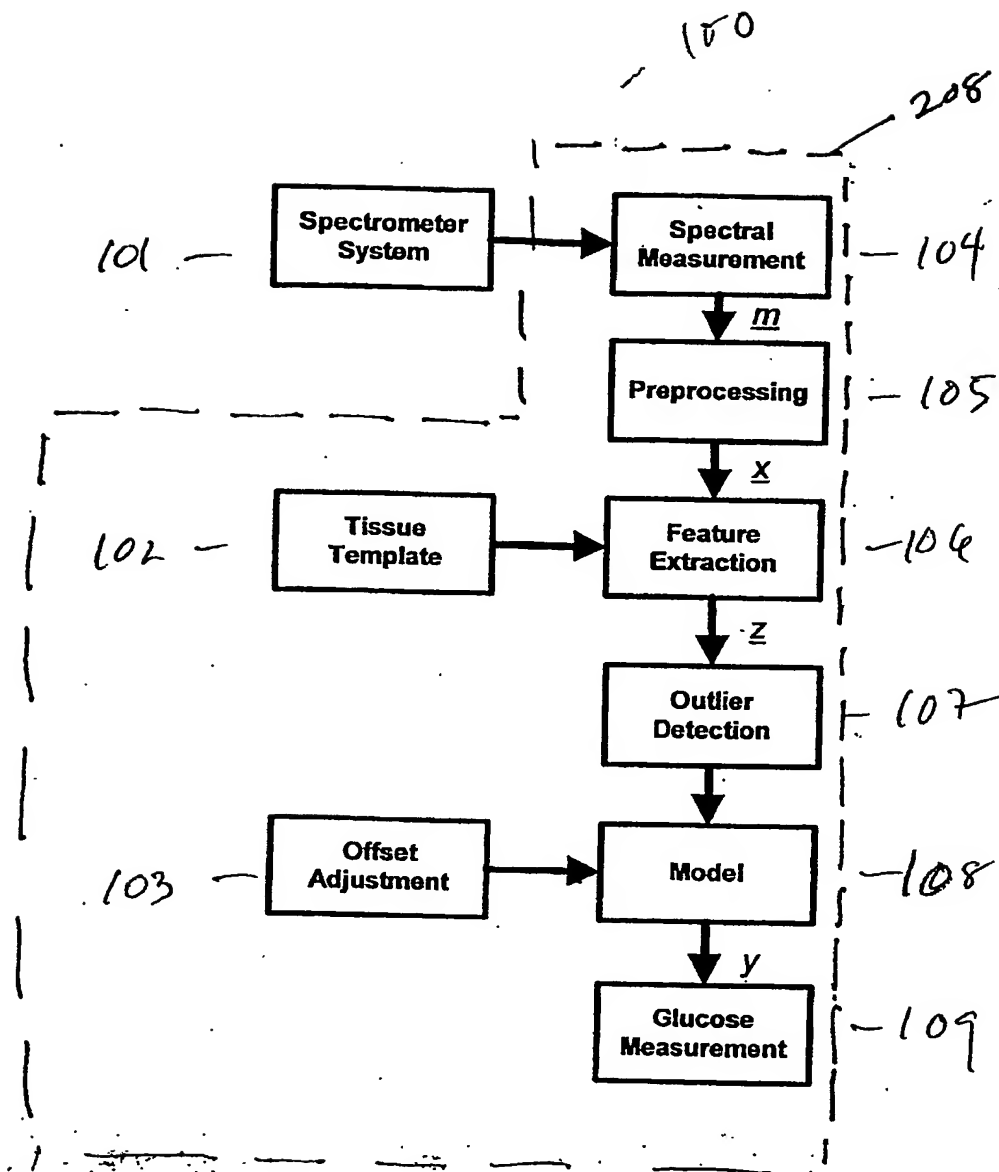 100
208
Spectrometer
System
Spectral
Measurement
101
104
m
Preprocessing
105
x
Tissue
Template
Feature
Extraction
102
106
z
Outlier
Detection
107
Offset
Adjustment
Model
103
108
y
Glucose
Measurement
109